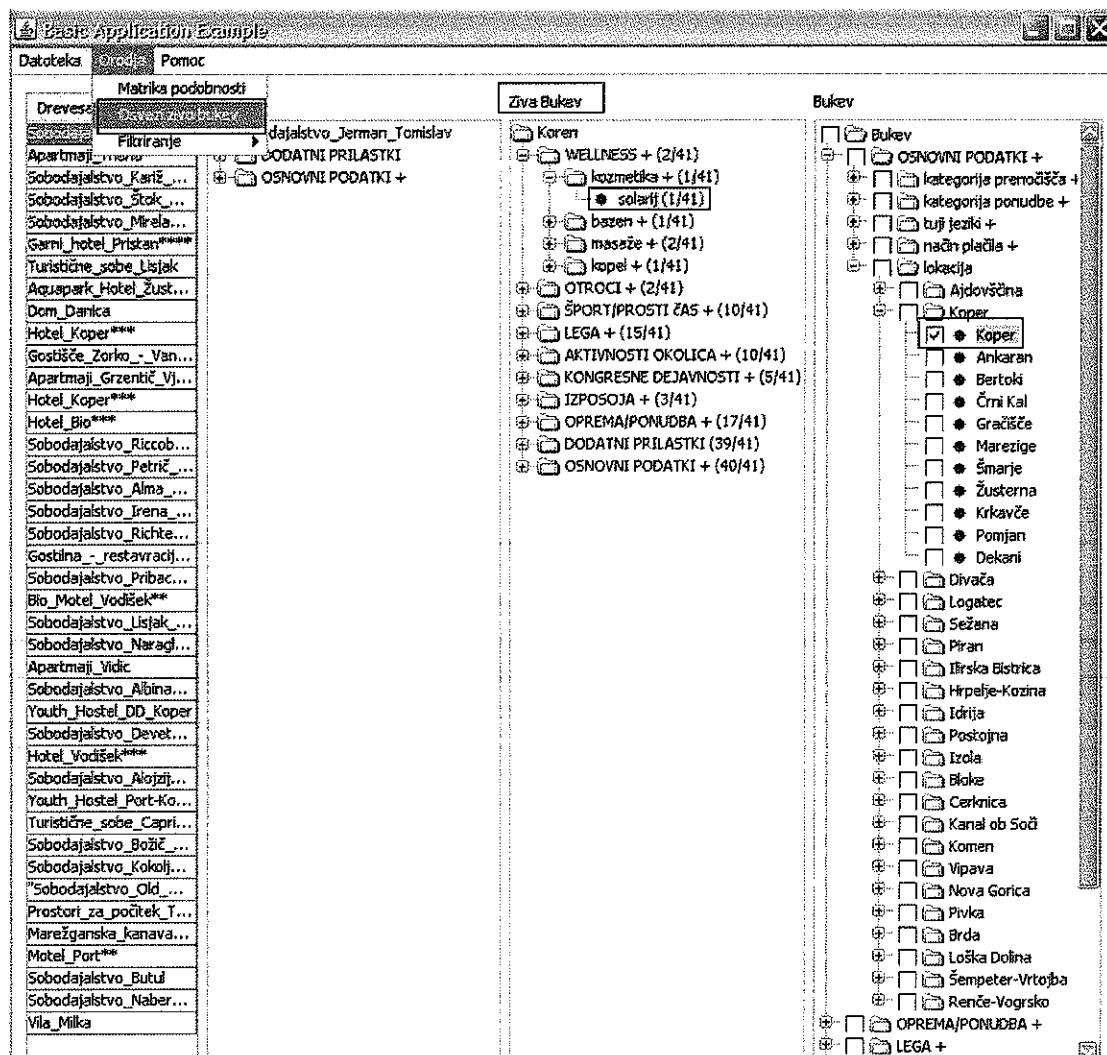 Basic Application Example
Datoteka Orodja Pomoc
Matrika podobnosti
Osveži živo bukev
Filtriranje
Drevesa
Apartmaji_
Sobodajalstvo_Kariž_...
Sobodajalstvo_Štok_...
Sobodajalstvo_Mirela...
Garni_hotel_Pristan****
Turistične_sobe_Lisjak
Aquapark_Hotel_Žust...
Dom_Danica
Hotel_Koper***
Gostišče_Zorko_-_Van...
Apartmaji_Grzentič_Vj...
Hotel_Koper***
Hotel_Bio***
Sobodajalstvo_Riccob...
Sobodajalstvo_Petrič_...
Sobodajalstvo_Alma_...
Sobodajalstvo_Irena_...
Sobodajalstvo_Richte...
Gostilna_-_restavracij...
Sobodajalstvo_Pribac...
Bio_Motel_Vodišek**
Sobodajalstvo_Lisjak_...
Sobodajalstvo_Naragl...
Apartmaji_Vidic
Sobodajalstvo_Albina...
Youth_Hostel_DD_Koper
Sobodajalstvo_Devet...
Hotel_Vodišek***
Sobodajalstvo_Alojzij...
Youth_Hostel_Port-Ko...
Turistične_sobe_Capri...
Sobodajalstvo_Božič_...
Sobodajalstvo_Kokolj...
"Sobodajalstvo_Old_...
Prostori_za_počitek_T...
Marežganska_kanava...
Motel_Port**
Sobodajalstvo_Butul
Sobodajalstvo_Naber...
Vila_Milka
dajalstvo_Jerman_Tomislav
DODATNI PRILASTKI
OSNOVNI PODATKI +
Ziva Bukev
Koren
WELLNESS + (2/41)
kozmetika + (1/41)
solarij (1/41)
bazen + (1/41)
masaže + (2/41)
kopel + (1/41)
OTROCI + (2/41)
ŠPORT/PROSTI ČAS + (10/41)
LEGA + (15/41)
AKTIVNOSTI OKOLICA + (10/41)
KONGRESNE DEJAVNOSTI + (5/41)
IZPOSOJA + (3/41)
OPREMA/PONUDBA + (17/41)
DODATNI PRILASTKI (39/41)
OSNOVNI PODATKI + (40/41)
Bukev
Bukev
OSNOVNI PODATKI +
kategorija prenočišča +
kategorija ponudbe +
tuji jeziki +
način plačila +
lokacija
Ajdovščina
Koper
Koper
Ankaran
Bertoki
Črni Kal
Gračišče
Marezige
Šmarje
Žusterna
Krkavče
Pomjan
Dekani
Divača
Logatec
Sežana
Piran
Ilirska Bistrica
Hrpelje-Kozina
Idrija
Postojna
Izola
Bloke
Cerknica
Kanal ob Soči
Komen
Vipava
Nova Gorica
Pivka
Brda
Loška Dolina
Šempeter-Vrtojba
Renče-Vogrsko
OPREMA/PONUDBA +
LEGA +